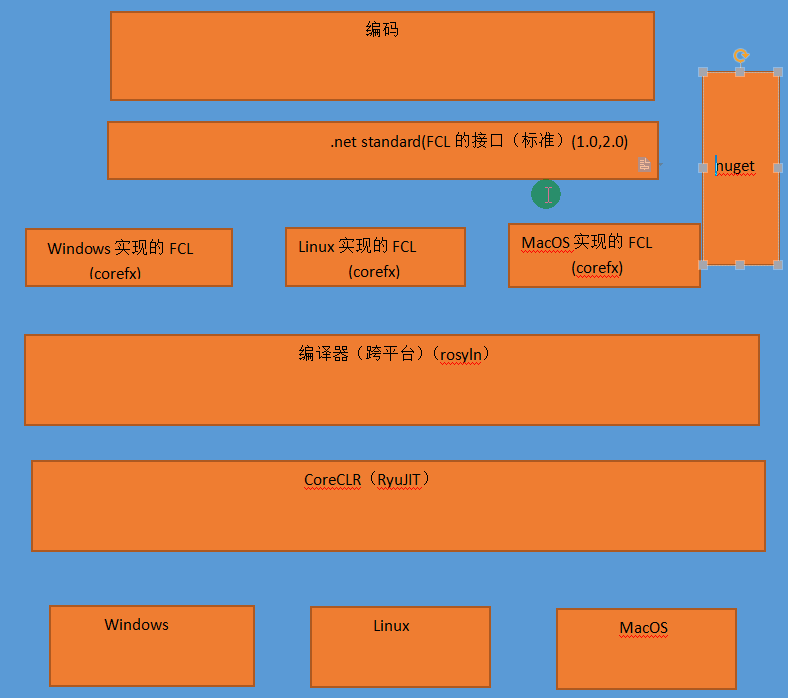 编码
.net standard(FCL 的接口（标准）(1.0,2.0)
nuget
Windows 实现的 FCL
(corefx)
Linux 实现的 FCL
(corefx)
MacOS 实现的 FCL
(corefx)
编译器（跨平台）（rosyln）
CoreCLR（RyuJIT）
Windows
Linux
MacOS